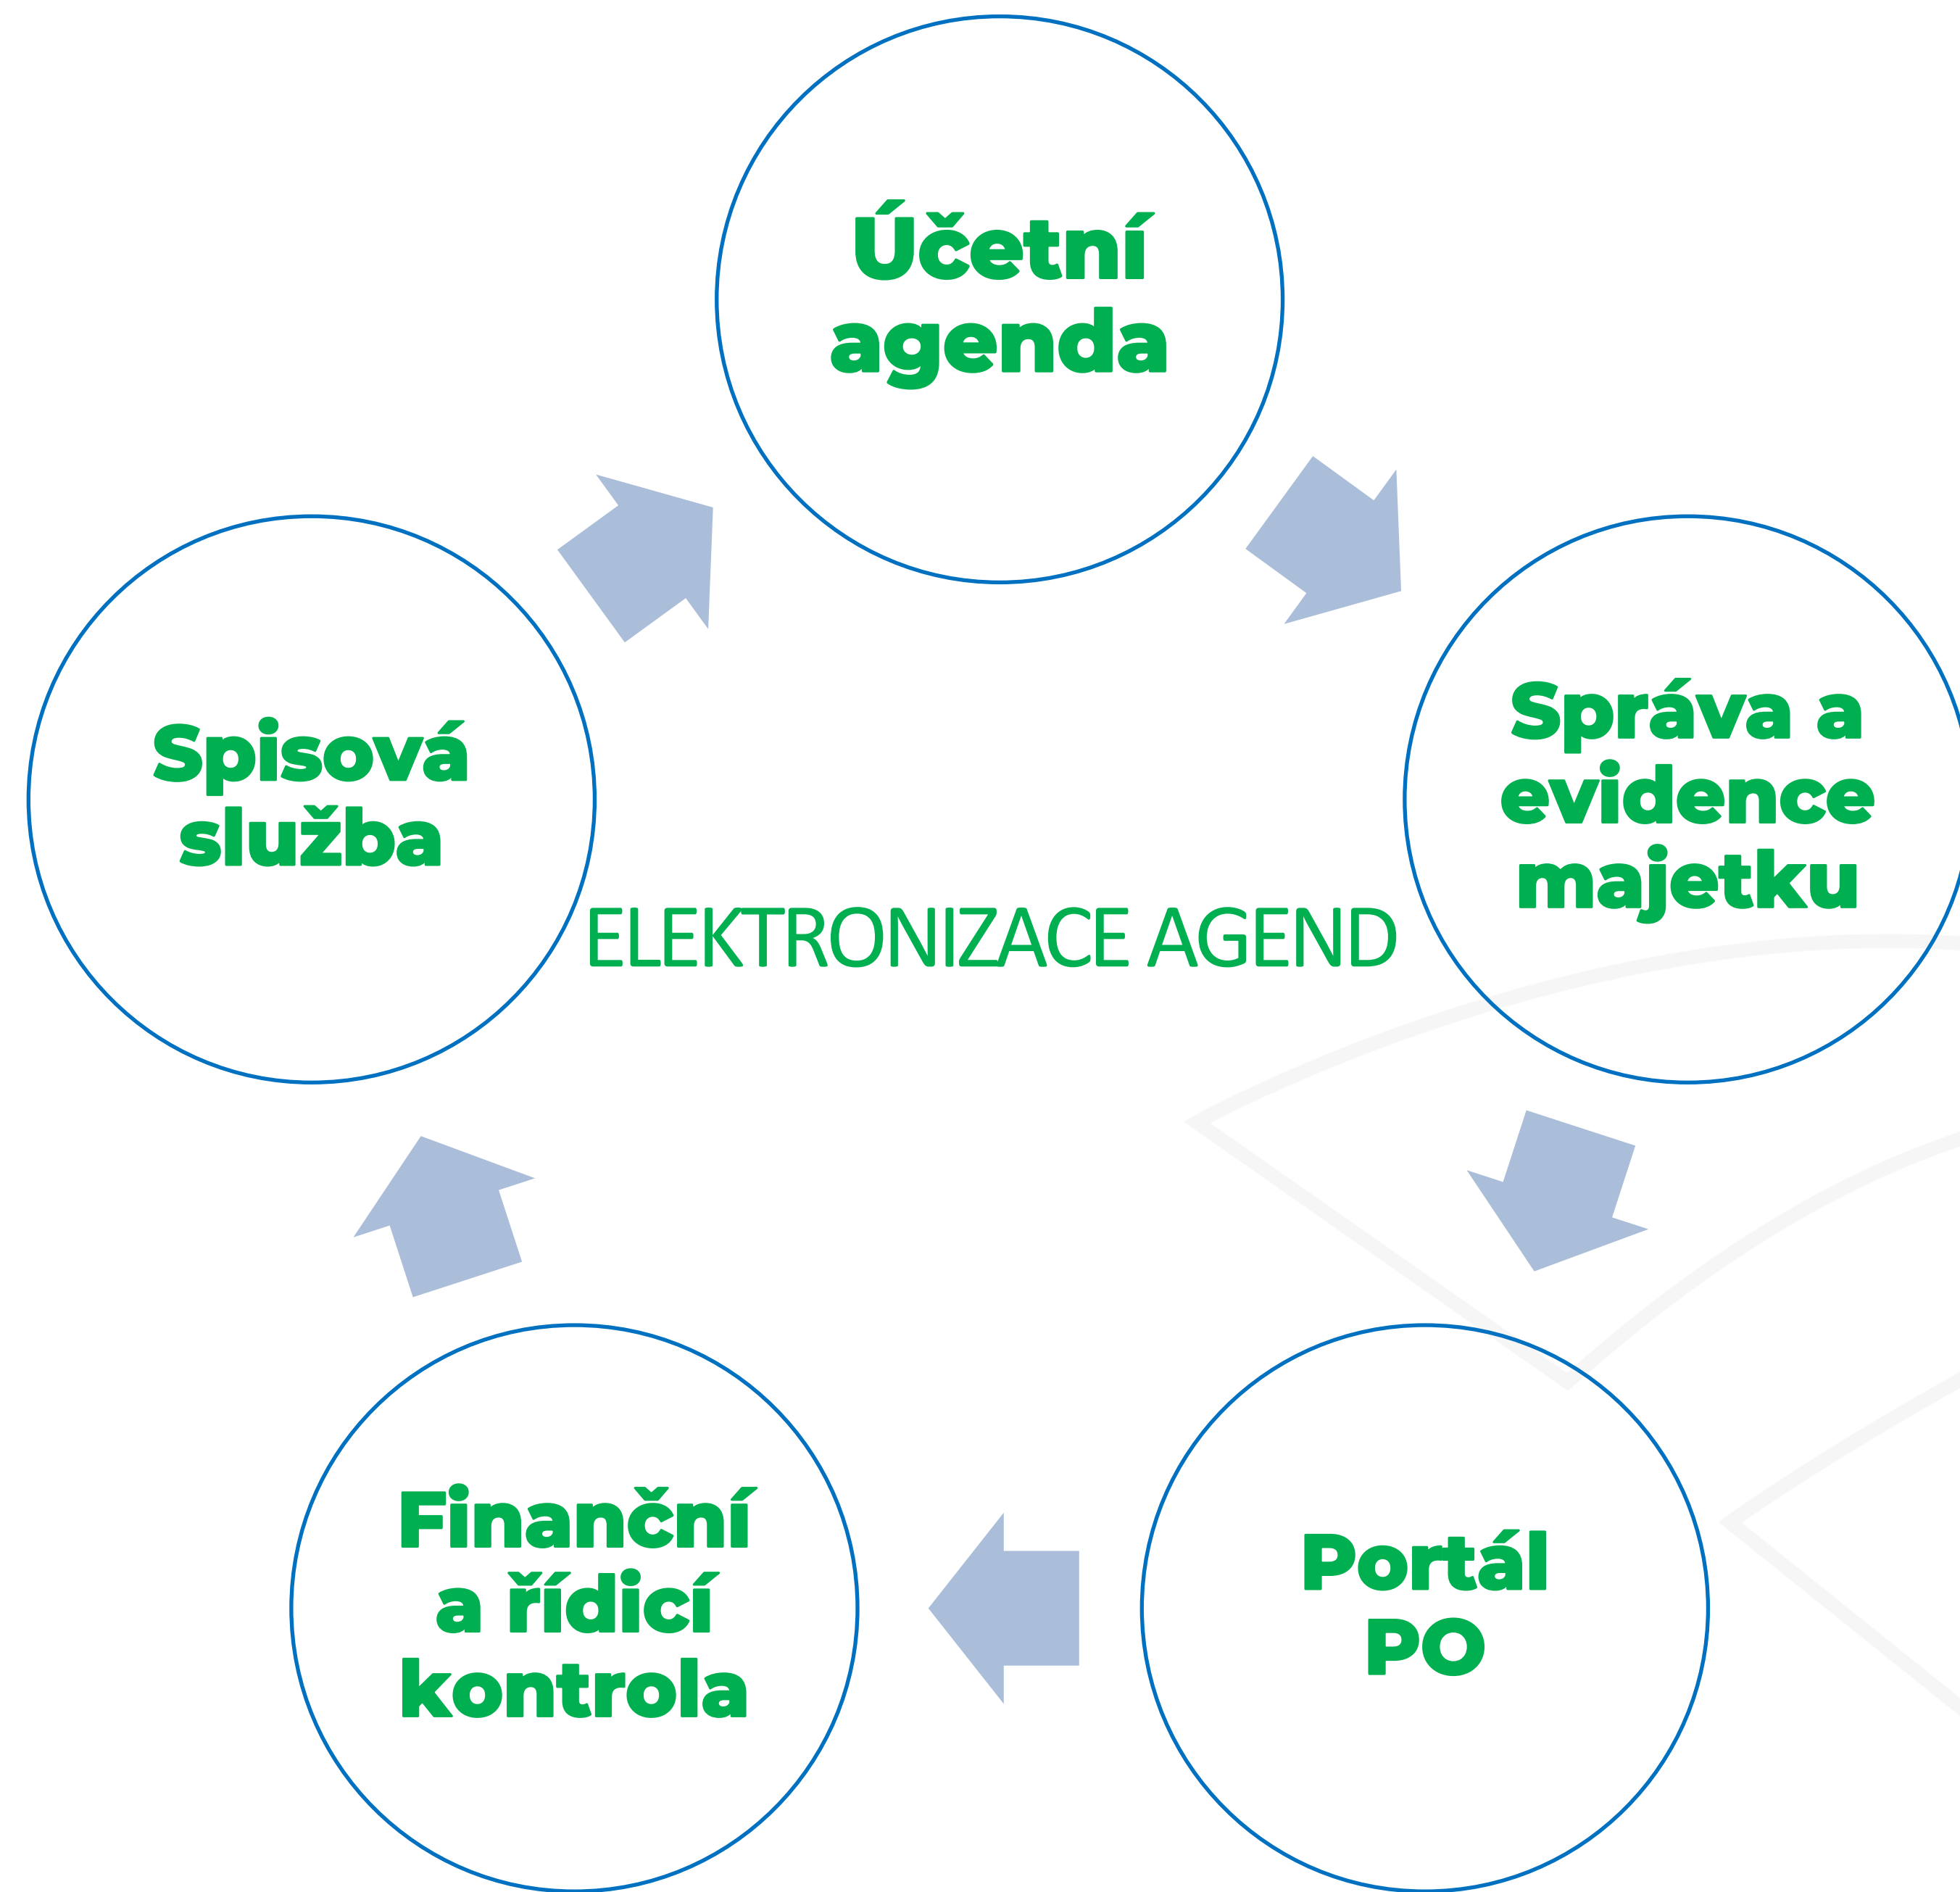 Účetní
agenda
Správa a
evidence
majetku
Portál
PO
Finanční
a řídicí
kontrola
Spisová
služba
ELEKTRONIZACE AGEND